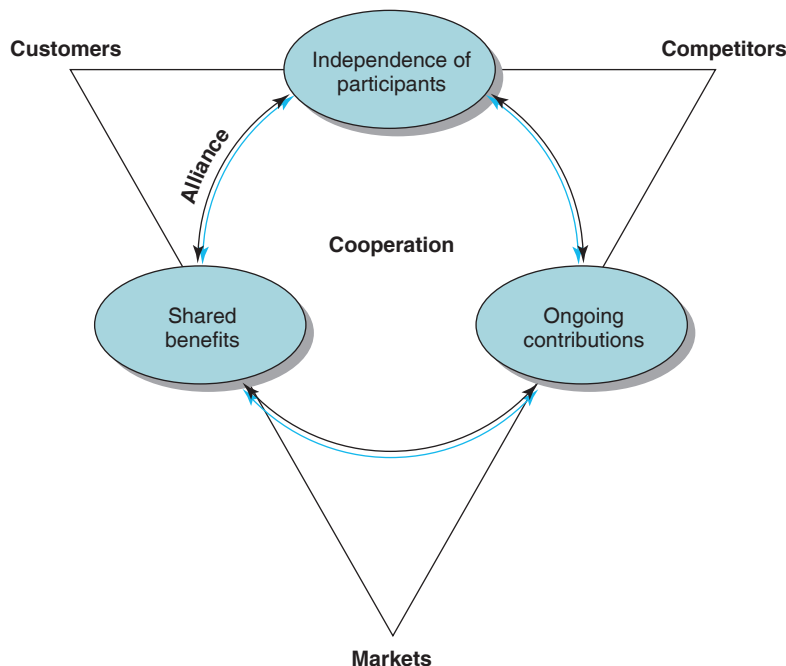 Customers
Competitors
Independence of
participants
Alliance
Cooperation
Shared
benefits
Ongoing
contributions
Markets